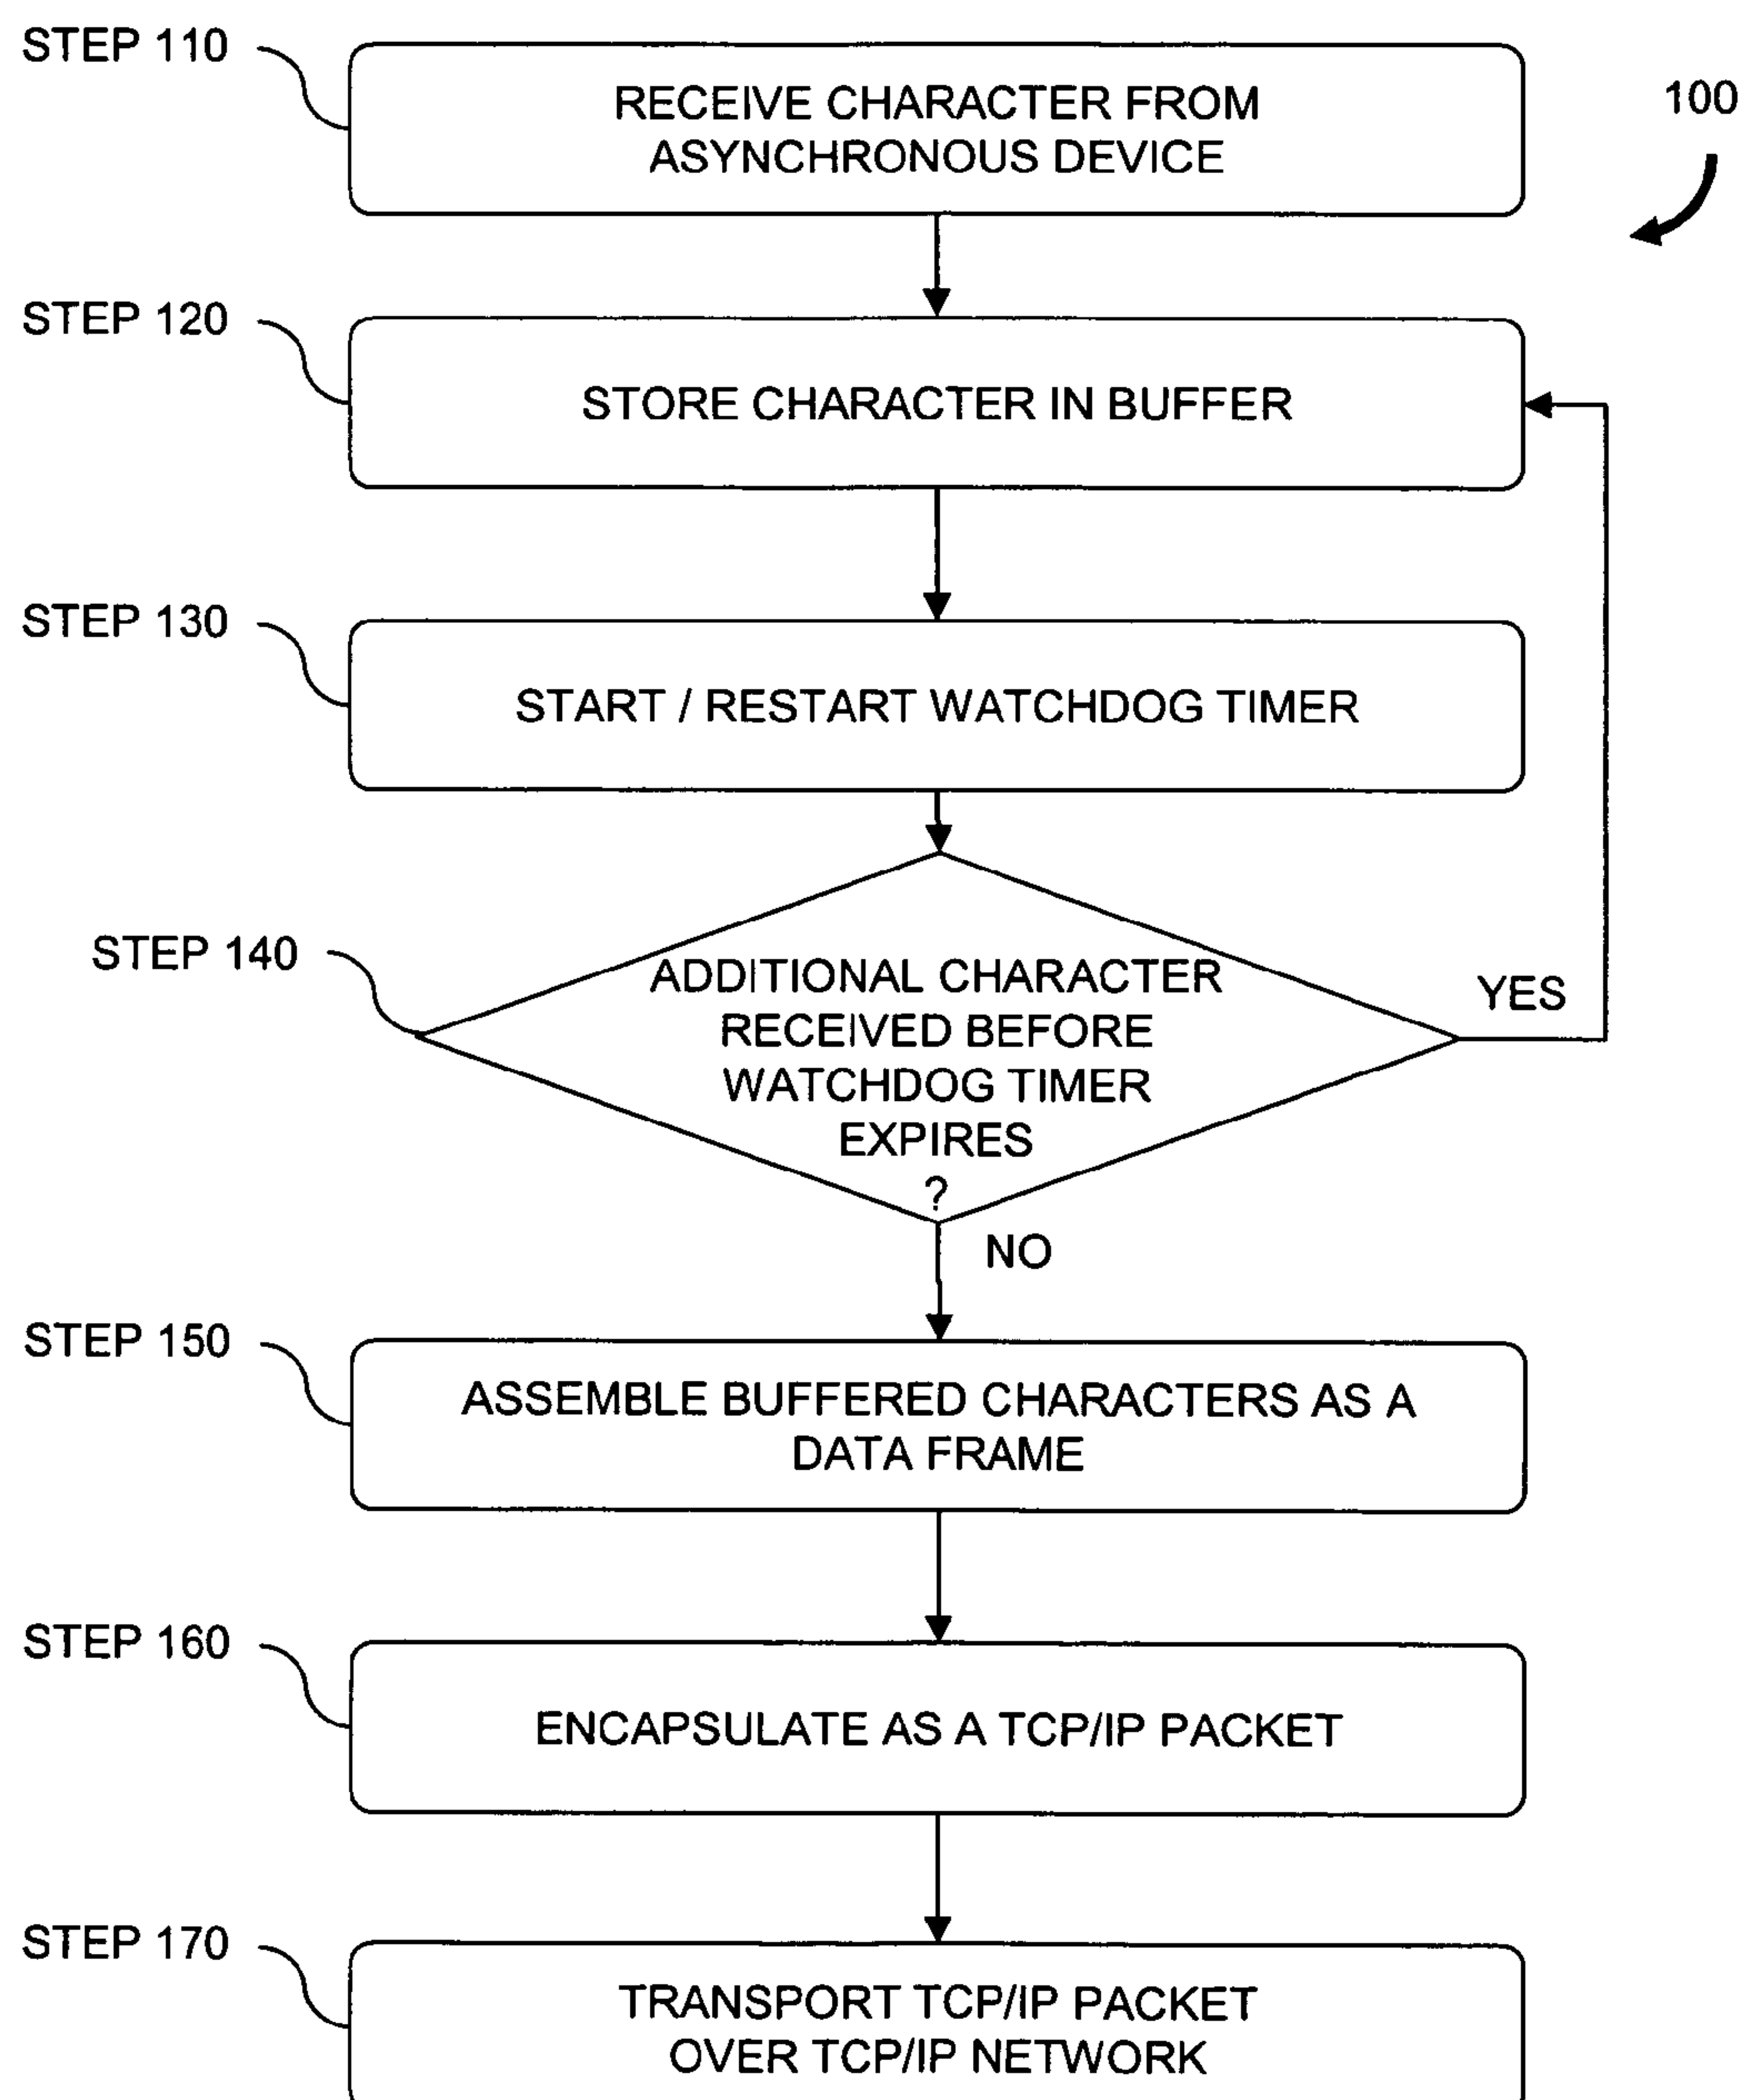 STEP 110
RECEIVE CHARACTER FROM
ASYNCHRONOUS DEVICE
100
STEP 120
STORE CHARACTER IN BUFFER
STEP 130
START / RESTART WATCHDOG TIMER
STEP 140
ADDITIONAL CHARACTER
RECEIVED BEFORE
WATCHDOG TIMER
EXPIRES
?
YES
NO
STEP 150
ASSEMBLE BUFFERED CHARACTERS AS A
DATA FRAME
STEP 160
ENCAPSULATE AS A TCP/IP PACKET
STEP 170
TRANSPORT TCP/IP PACKET
OVER TCP/IP NETWORK